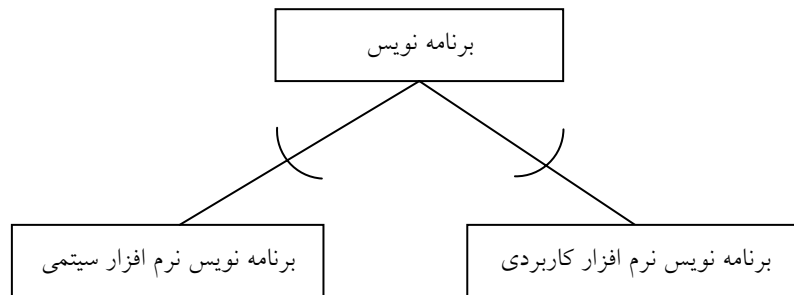 برنامه نویس
برنامه نویس نرم افزار کاربردی
برنامه نویس نرم افزار سیتمی